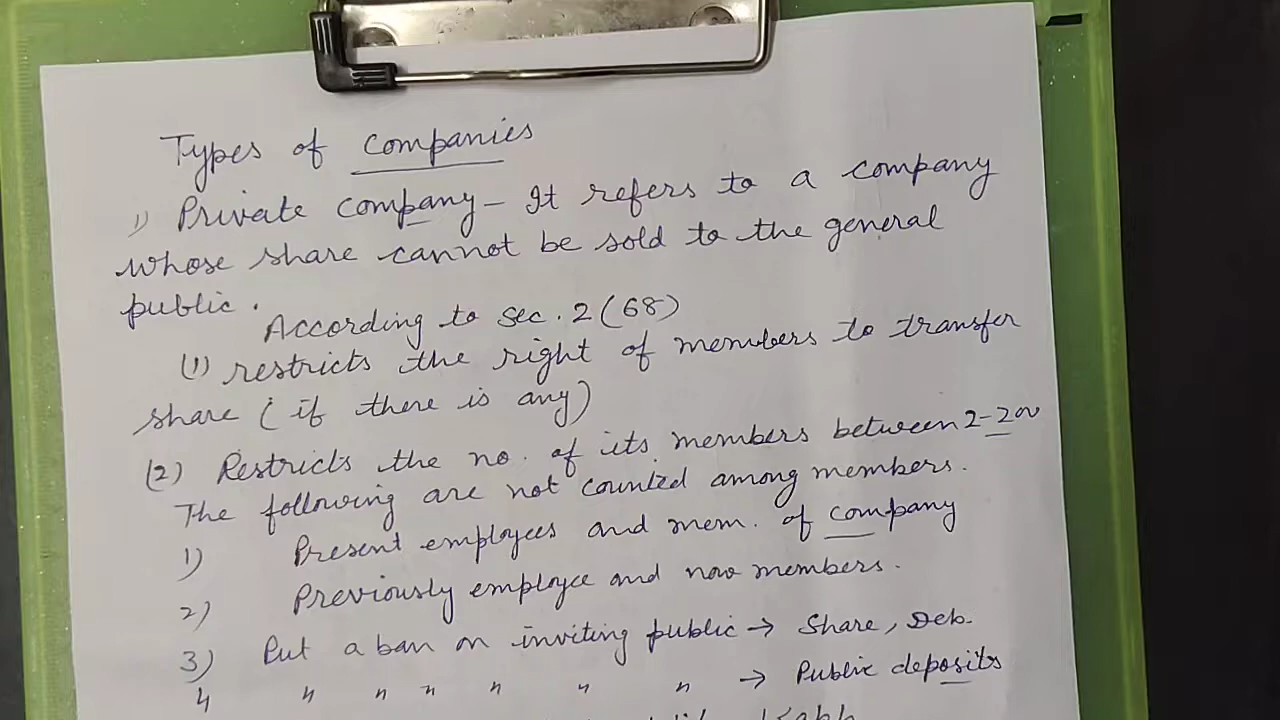 Types of companies
1) Private company - It refers to a company
whose share cannot be sold to the general
public.
According to sec. 2(68)
(1) restricts the right of members to transfer
share (if there is any)
(2) Restricts the no. of its members between 2-200
The following are not counted among members.
1) Present employees and mem. of company
2) Previously employee and now members.
3) Put a ban on inviting public → Share, Deb.
4 " " " " " " → Public deposits